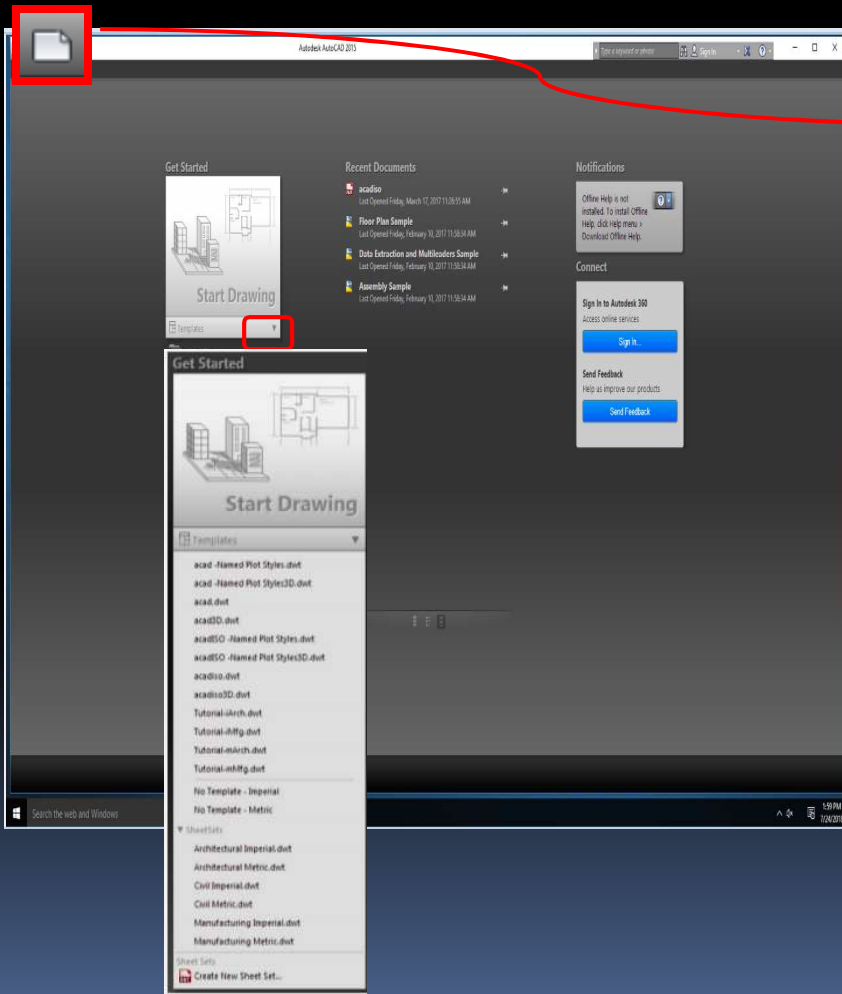 Autodesk AutoCAD 2015
Type a keyword or phrase
Sign In
Get Started
Start Drawing
Templates
Recent Documents
acadiso
Last Opened Friday, March 17, 2017 11:26:55 AM
Floor Plan Sample
Last Opened Friday, February 10, 2017 11:58:34 AM
Data Extraction and Multileaders Sample
Last Opened Friday, February 10, 2017 11:58:34 AM
Assembly Sample
Last Opened Friday, February 10, 2017 11:58:34 AM
Notifications
Offline Help is not
installed. To install Offline
Help, click Help menu >
Download Offline Help.
Connect
Sign In to Autodesk 360
Access online services
Sign In...
Send Feedback
Help us improve our products
Send Feedback
Get Started
Start Drawing
Templates
acad -Named Plot Styles.dwt
acad -Named Plot Styles3D.dwt
acad.dwt
acad3D.dwt
acadISO -Named Plot Styles.dwt
acadISO -Named Plot Styles3D.dwt
acadiso.dwt
acadiso3D.dwt
Tutorial-iArch.dwt
Tutorial-iMfg.dwt
Tutorial-mArch.dwt
Tutorial-mMfg.dwt
No Template - Imperial
No Template - Metric
SheetSets
Architectural Imperial.dwt
Architectural Metric.dwt
Civil Imperial.dwt
Civil Metric.dwt
Manufacturing Imperial.dwt
Manufacturing Metric.dwt
Sheet Sets
Create New Sheet Set...
Search the web and Windows
1:59 PM